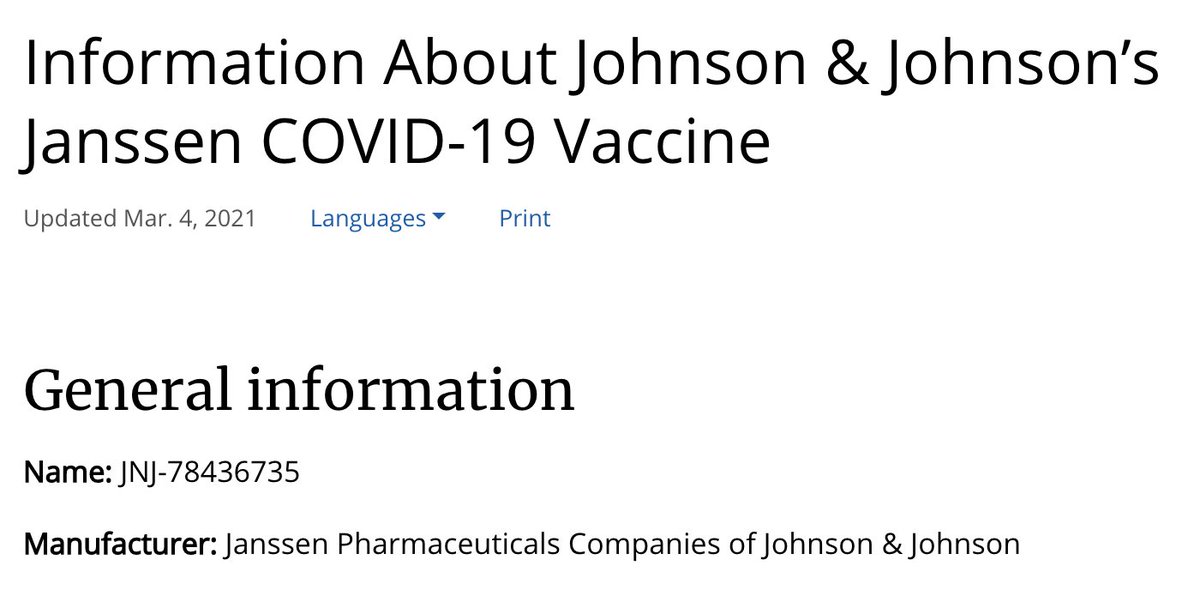 Information About Johnson & Johnson’s
Janssen COVID-19 Vaccine
Updated Mar. 4, 2021 Languages Print
General information
Name: JNJ-78436735
Manufacturer: Janssen Pharmaceuticals Companies of Johnson & Johnson